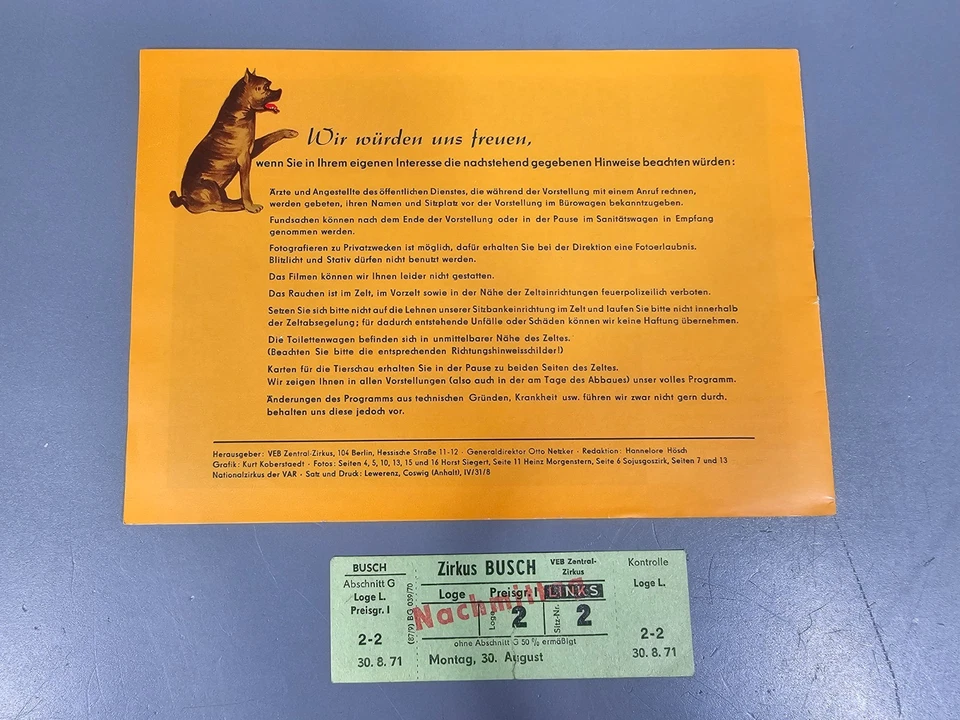 Wir würden uns freuen,
wenn Sie in Ihrem eigenen Interesse die nachstehend gegebenen Hinweise beachten würden:
Ärzte und Angestellte des öffentlichen Dienstes, die während der Vorstellung mit einem Anruf rechnen,
werden gebeten, ihren Namen und Sitzplatz vor der Vorstellung im Bürowagen bekanntzugeben.
Fundsachen können nach dem Ende der Vorstellung oder in der Pause im Sanitätswagen in Empfang
genommen werden.
Fotografieren zu Privatzwecken ist möglich, dafür erhalten Sie bei der Direktion eine Fotoerlaubnis.
Blitzlicht und Stativ dürfen nicht benutzt werden.
Das Filmen können wir Ihnen leider nicht gestatten.
Das Rauchen ist im Zelt, im Vorzelt sowie in der Nähe der Zelteinrichtungen feuerpolizeilich verboten.
Setzen Sie sich bitte nicht auf die Lehnen unserer Sitzbankeinrichtung im Zelt und laufen Sie bitte nicht innerhalb
der Zeltabsegelung; für dadurch entstehende Unfälle oder Schäden können wir keine Haftung übernehmen.
Die Toilettenwagen befinden sich in unmittelbarer Nähe des Zeltes.
(Beachten Sie bitte die entsprechenden Richtungshinweisschilder!)
Karten für die Tierschau erhalten Sie in der Pause zu beiden Seiten des Zeltes.
Wir zeigen Ihnen in allen Vorstellungen (also auch in der am Tage des Abbaues) unser volles Programm.
Änderungen des Programms aus technischen Gründen, Krankheit usw. führen wir zwar nicht gern durch,
behalten uns diese jedoch vor.
Herausgeber: VEB Zentral-Zirkus, 104 Berlin, Hessische Straße 11-12 · Generaldirektor Otto Netzker · Redaktion: Hannelore Hösch
Grafik: Kurt Koberstaedt · Fotos: Seiten 4, 5, 10, 13, 15 und 16 Horst Siegert, Seite 11 Heinz Morgenstern, Seite 6 Sojusgoszirk, Seiten 7 und 13
Nationalzirkus der VAR · Satz und Druck: Lewerenz, Coswig (Anhalt), IV/31/8
BUSCH
Abschnitt G
Loge L.
Preisgr. I
2-2
30. 8. 71
(87/9) BG 039/70
Zirkus BUSCH
VEB Zentral-
Zirkus
Loge Preisgr. I LINKS
Nachmittag
Loge 2 Sitz-Nr. 2
ohne Abschnitt G 50 % ermäßigt
Montag, 30. August
Kontrolle
Loge L.
2-2
30. 8. 71